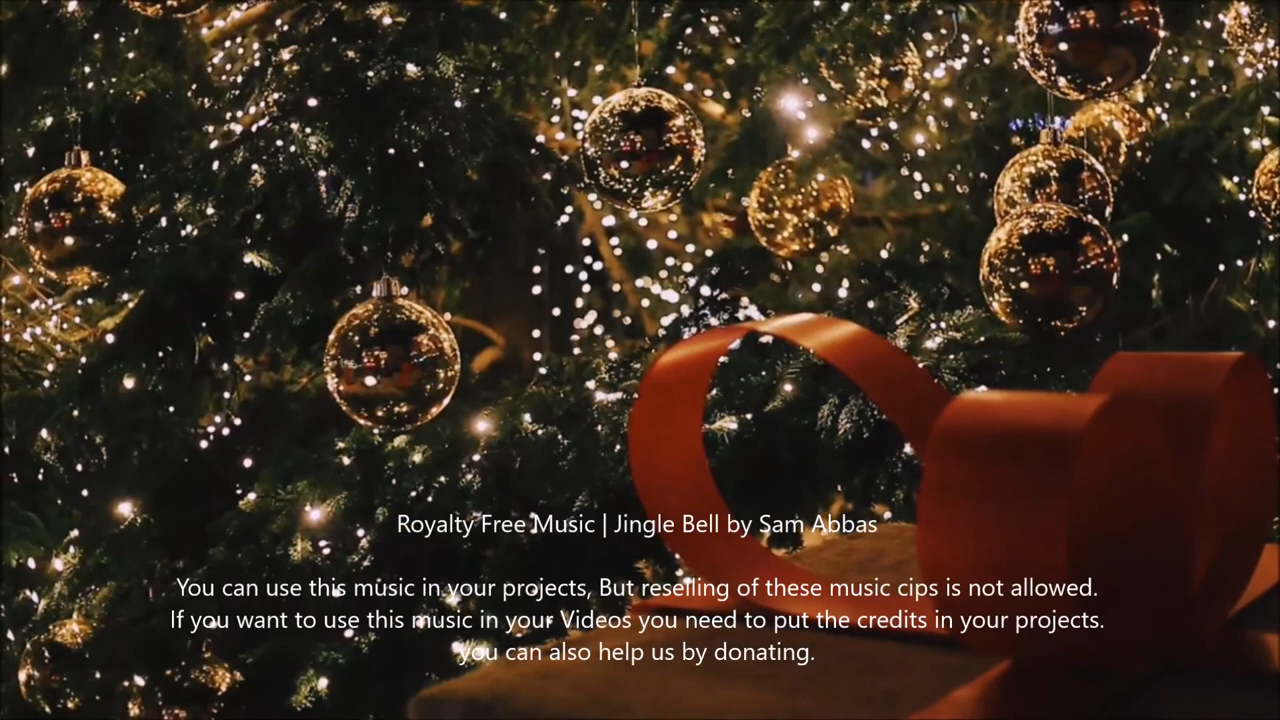 Royalty Free Music | Jingle Bell by Sam Abbas
You can use this music in your projects, But reselling of these music cips is not allowed.
If you want to use this music in your Videos you need to put the credits in your projects.
you can also help us by donating.